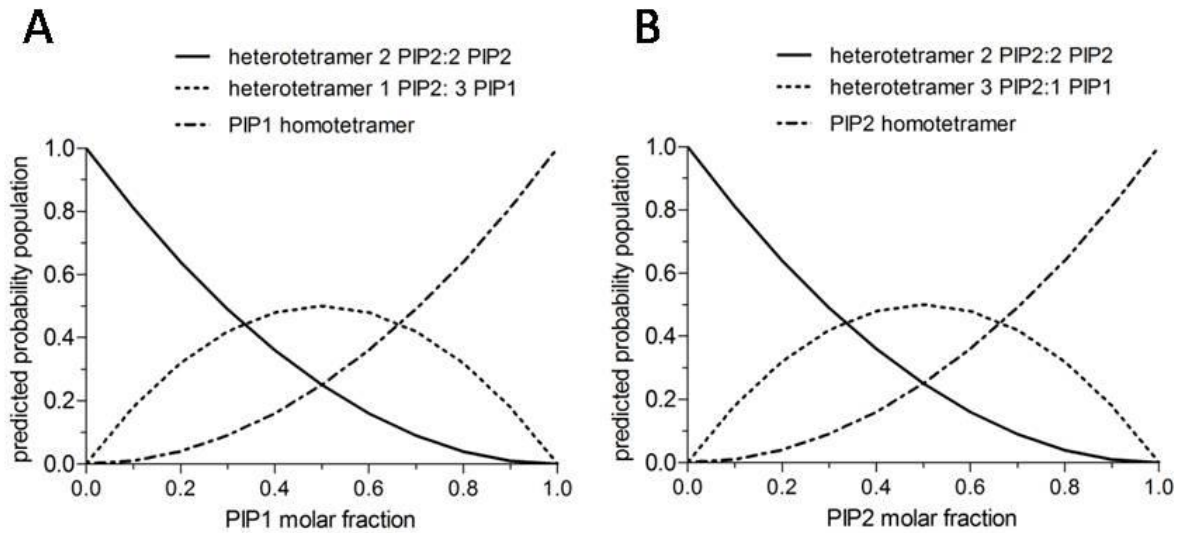 A
heterotetramer 2 PIP2:2 PIP2
heterotetramer 1 PIP2: 3 PIP1
PIP1 homotetramer
predicted probability population
1.0
0.8
0.6
0.4
0.2
0.0
0.0 0.2 0.4 0.6 0.8 1.0
PIP1 molar fraction
B
heterotetramer 2 PIP2:2 PIP2
heterotetramer 3 PIP2:1 PIP1
PIP2 homotetramer
predicted probability population
1.0
0.8
0.6
0.4
0.2
0.0
0.0 0.2 0.4 0.6 0.8 1.0
PIP2 molar fraction